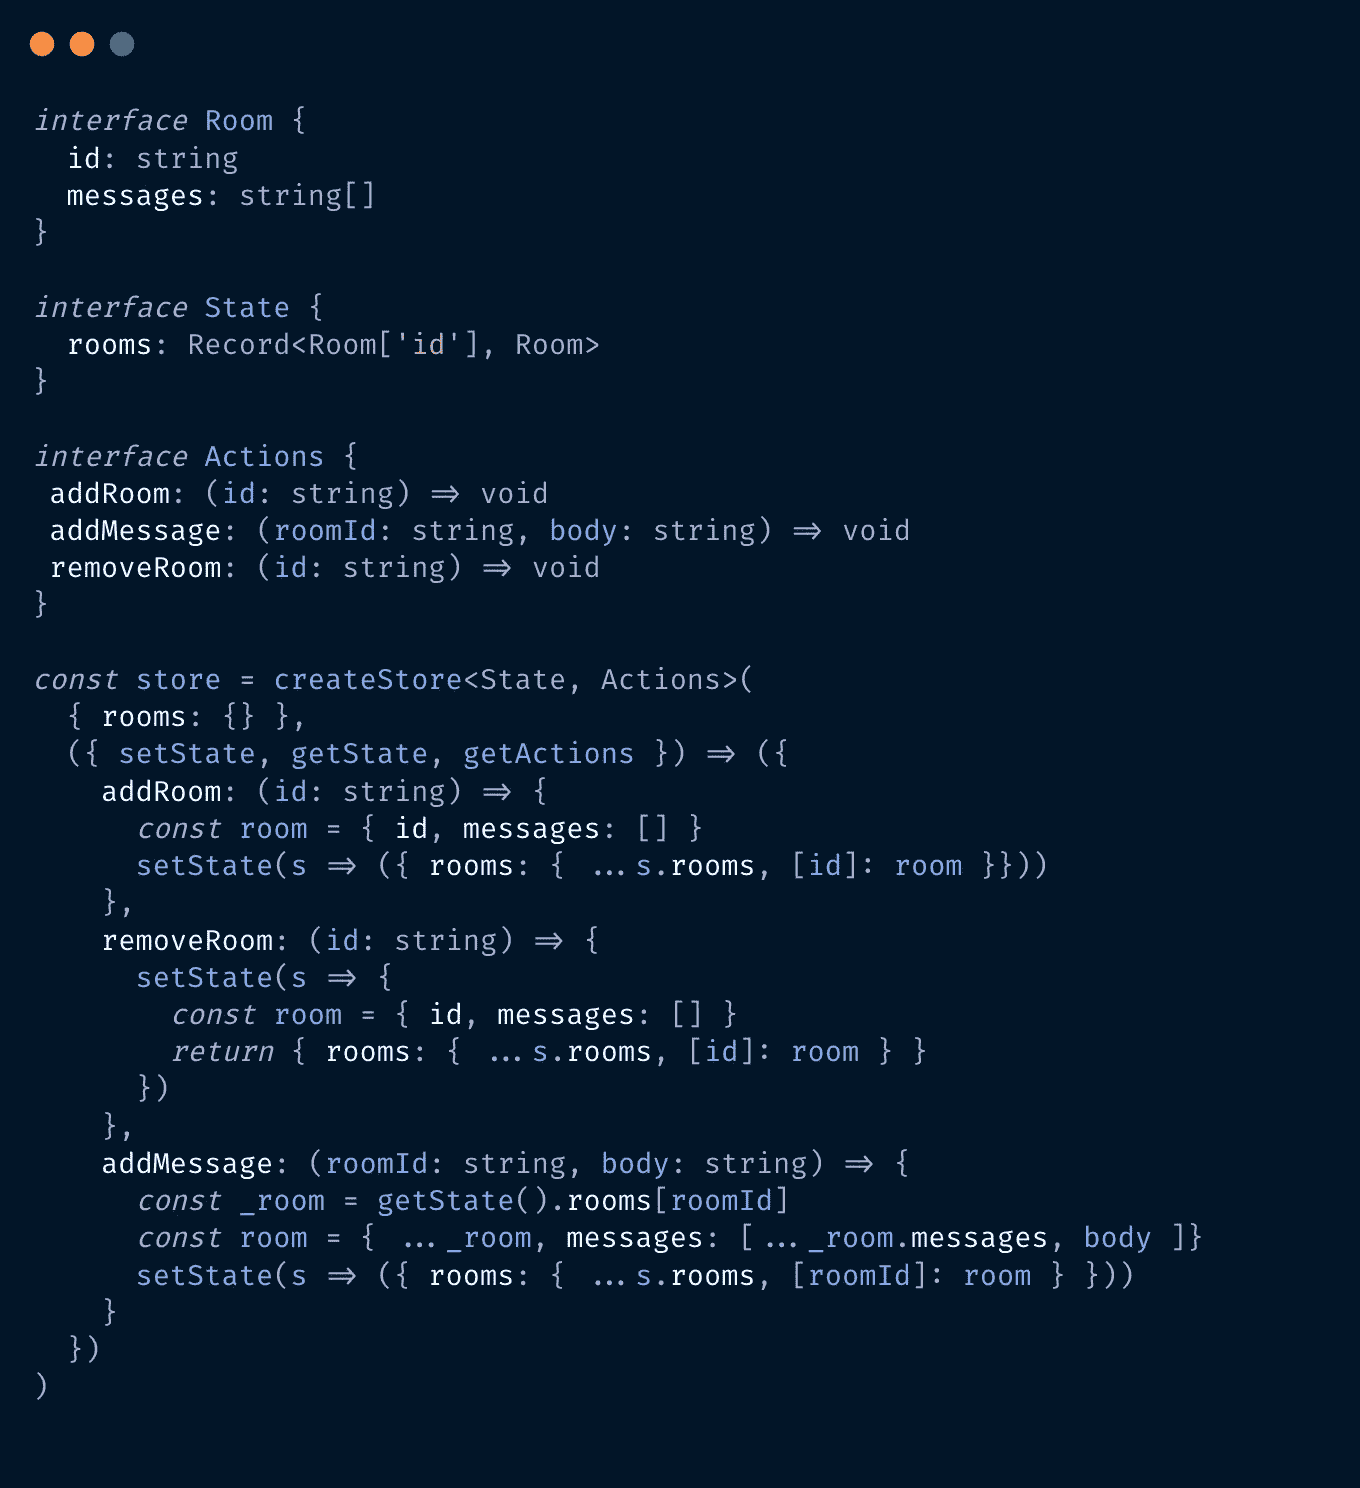 interface Room {
  id: string
  messages: string[]
}

interface State {
  rooms: Record<Room['id'], Room>
}

interface Actions {
 addRoom: (id: string) => void
 addMessage: (roomId: string, body: string) => void
 removeRoom: (id: string) => void
}

const store = createStore<State, Actions>(
  { rooms: {} },
  ({ setState, getState, getActions }) => ({
    addRoom: (id: string) => {
      const room = { id, messages: [] }
      setState(s => ({ rooms: { ...s.rooms, [id]: room }}))
    },
    removeRoom: (id: string) => {
      setState(s => {
        const room = { id, messages: [] }
        return { rooms: { ...s.rooms, [id]: room } }
      })
    },
    addMessage: (roomId: string, body: string) => {
      const _room = getState().rooms[roomId]
      const room = { ..._room, messages: [..._room.messages, body ]}
      setState(s => ({ rooms: { ...s.rooms, [roomId]: room } }))
    }
  })
)